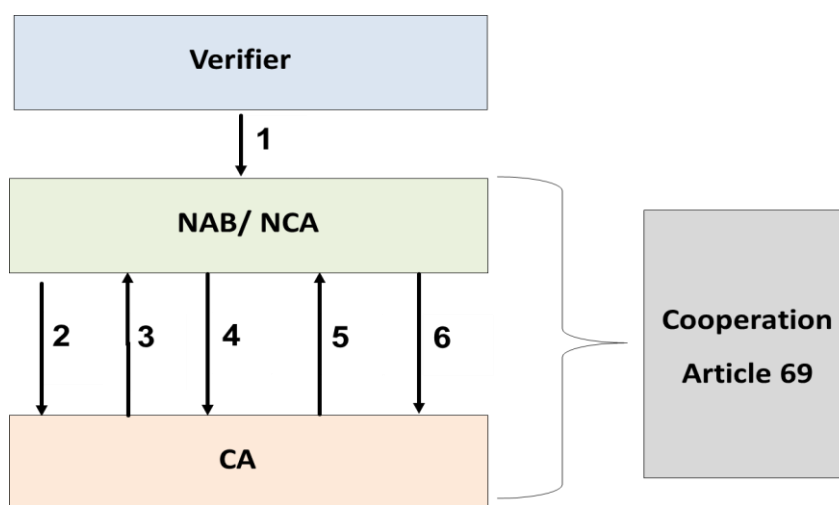 Verifier
1
NAB/ NCA
2
3
4
5
6
Cooperation
Article 69
CA